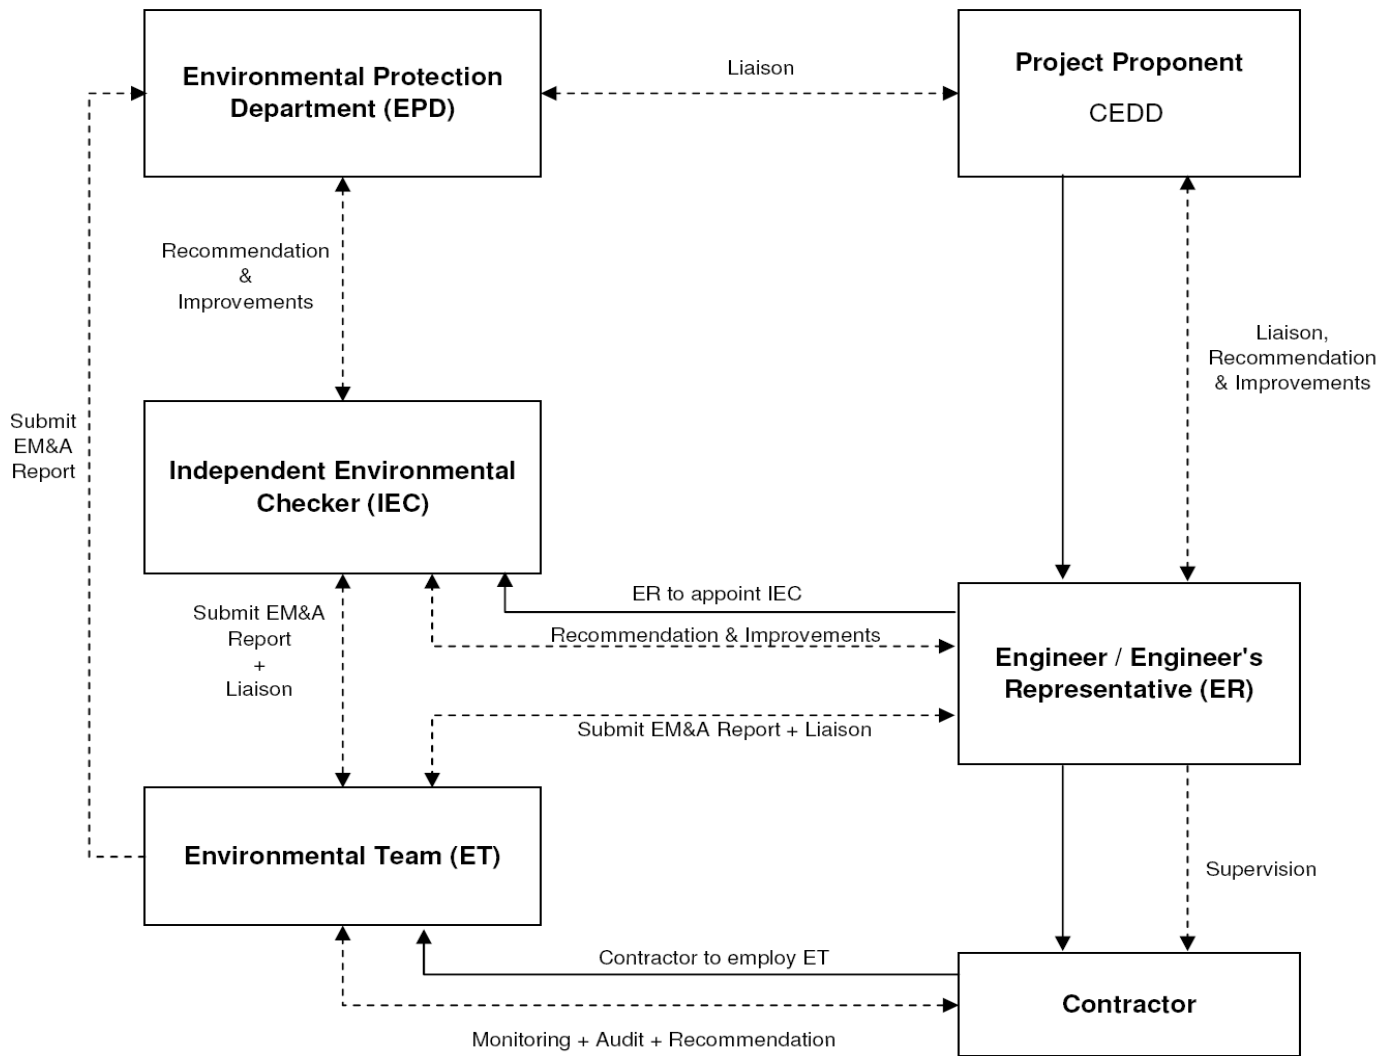 Environmental Protection
Department (EPD)
Liaison
Project Proponent
CEDD
Recommendation
&
Improvements
Liaison,
Recommendation
& Improvements
Submit
EM&A
Report
Independent Environmental
Checker (IEC)
ER to appoint IEC
Recommendation & Improvements
Submit EM&A
Report
+
Liaison
Engineer / Engineer's
Representative (ER)
Submit EM&A Report + Liaison
Environmental Team (ET)
Supervision
Contractor to employ ET
Contractor
Monitoring + Audit + Recommendation